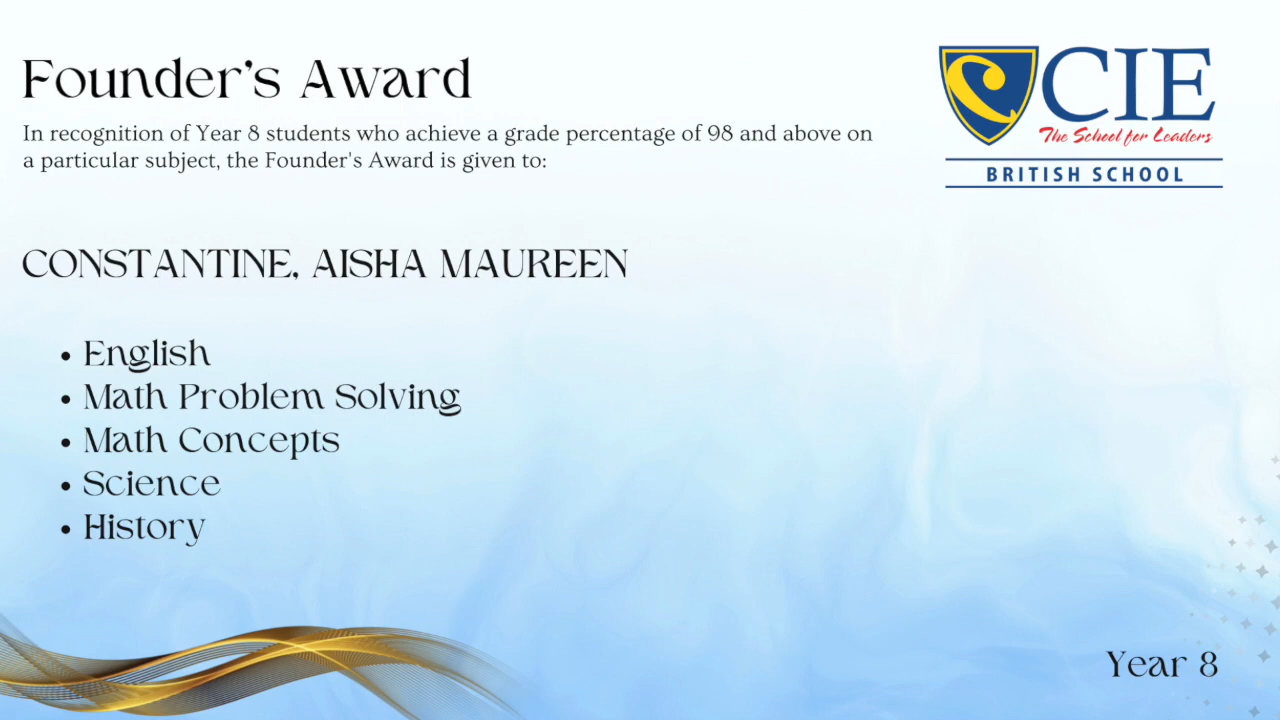 Founder's Award
In recognition of Year 8 students who achieve a grade percentage of 98 and above on
a particular subject, the Founder's Award is given to:
CIE
The School for Leaders
BRITISH SCHOOL
CONSTANTINE, AISHA MAUREEN
• English
• Math Problem Solving
• Math Concepts
• Science
• History
Year 8